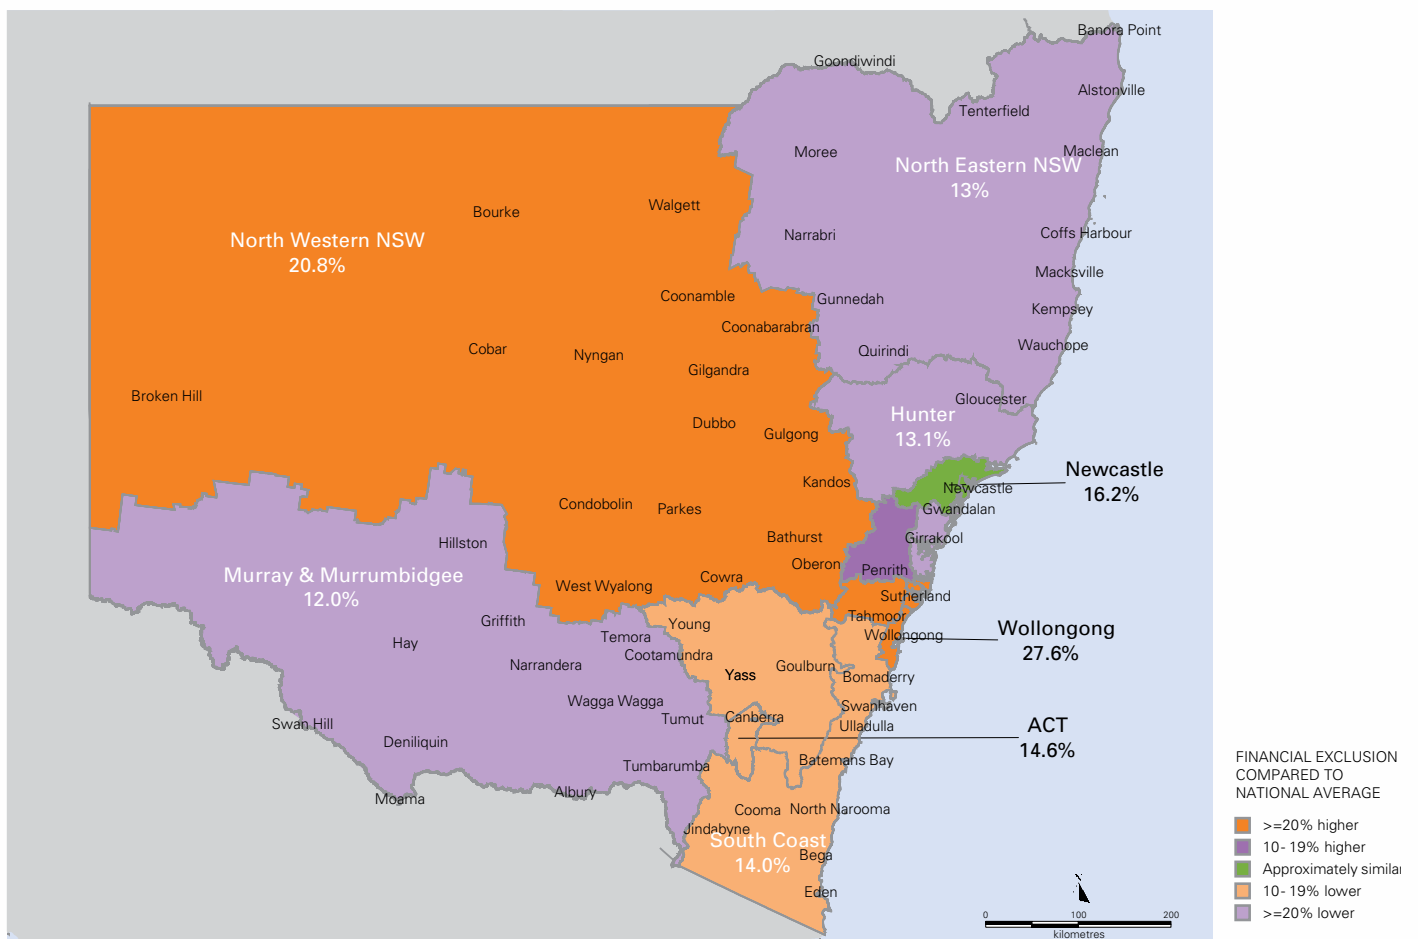 Banora Point
Goondiwindi
Alstonville
Tenterfield
Moree
Maclean
North Eastern NSW
13%
Bourke
Walgett
North Western NSW
20.8%
Narrabri
Coffs Harbour
Macksville
Coonamble
Gunnedah
Kempsey
Coonabarabran
Cobar
Nyngan
Quirindi
Wauchope
Gilgandra
Broken Hill
Gloucester
Hunter
13.1%
Dubbo
Gulgong
Kandos
Newcastle
16.2%
Newcastle
Condobolin
Parkes
Gwandalan
Hillston
Bathurst
Girrakool
Oberon
Penrith
Murray & Murrumbidgee
12.0%
West Wyalong
Cowra
Sutherland
Tahmoor
Griffith
Young
Wollongong
Wollongong
27.6%
Hay
Temora
Cootamundra
Narrandera
Goulburn
Yass
Bomaderry
Wagga Wagga
Swanhaven
Tumut
Canberra
Ulladulla
ACT
14.6%
Swan Hill
Deniliquin
Tumbarumba
Batemans Bay
Moama
Albury
Cooma
North Narooma
Jindabyne
South Coast
14.0%
Bega
Eden
FINANCIAL EXCLUSION
COMPARED TO
NATIONAL AVERAGE
>=20% higher
10- 19% higher
Approximately similar
10- 19% lower
>=20% lower
0 100 200
kilometres